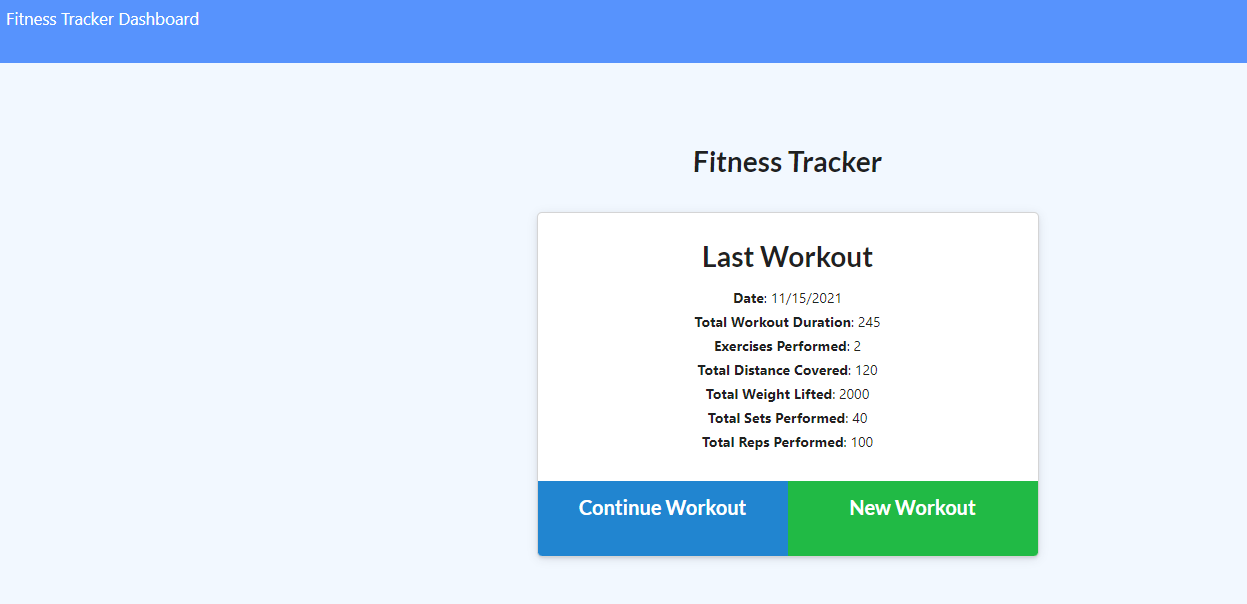 Fitness Tracker Dashboard
Fitness Tracker
Last Workout
Date: 11/15/2021
Total Workout Duration: 245
Exercises Performed: 2
Total Distance Covered: 120
Total Weight Lifted: 2000
Total Sets Performed: 40
Total Reps Performed: 100
Continue Workout
New Workout